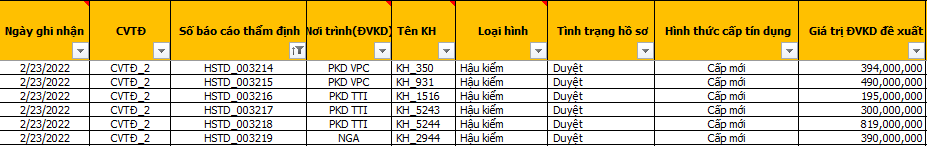 Ngày ghi nhận CVTĐ Số báo cáo thẩm định Nơi trình(ĐVKD) Tên KH Loại hình Tình trạng hồ sơ Hình thức cấp tín dụng Giá trị ĐVKD đề xuất
2/23/2022 CVTĐ_2 HSTD_003214 PKD VPC KH_350 Hậu kiểm Duyệt Cấp mới 394,000,000
2/23/2022 CVTĐ_2 HSTD_003215 PKD VPC KH_931 Hậu kiểm Duyệt Cấp mới 490,000,000
2/23/2022 CVTĐ_2 HSTD_003216 PKD TTI KH_1516 Hậu kiểm Duyệt Cấp mới 195,000,000
2/23/2022 CVTĐ_2 HSTD_003217 PKD TTI KH_5243 Hậu kiểm Duyệt Cấp mới 300,000,000
2/23/2022 CVTĐ_2 HSTD_003218 PKD TTI KH_5244 Hậu kiểm Duyệt Cấp mới 819,000,000
2/23/2022 CVTĐ_2 HSTD_003219 NGA KH_2944 Hậu kiểm Duyệt Cấp mới 390,000,000